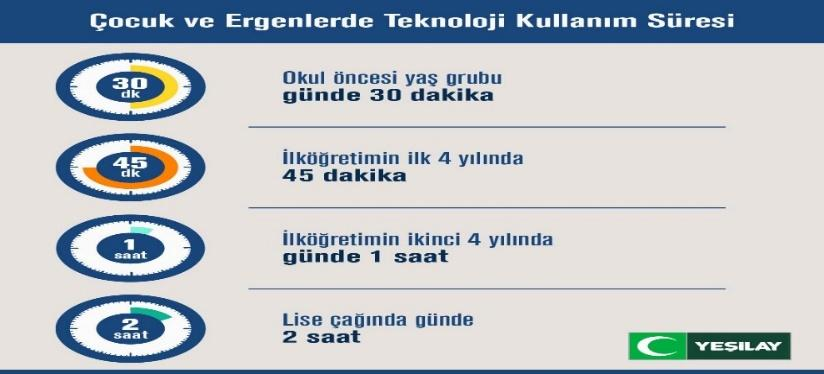 Çocuk ve Ergenlerde Teknoloji Kullanım Süresi
30
dk
Okul öncesi yaş grubu
günde 30 dakika
45
dk
İlköğretimin ilk 4 yılında
45 dakika
1
saat
İlköğretimin ikinci 4 yılında
günde 1 saat
2
saat
Lise çağında günde
2 saat
YEŞİLAY